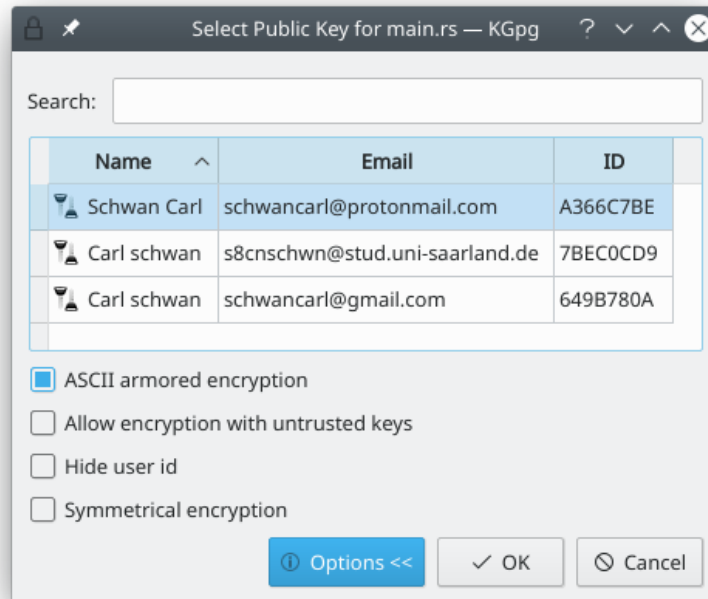 Select Public Key for main.rs — KGpg
Search:
Name Email ID
Schwan Carl schwancarl@protonmail.com A366C7BE
Carl schwan s8cnschwn@stud.uni-saarland.de 7BEC0CD9
Carl schwan schwancarl@gmail.com 649B780A
ASCII armored encryption
Allow encryption with untrusted keys
Hide user id
Symmetrical encryption
Options << OK Cancel